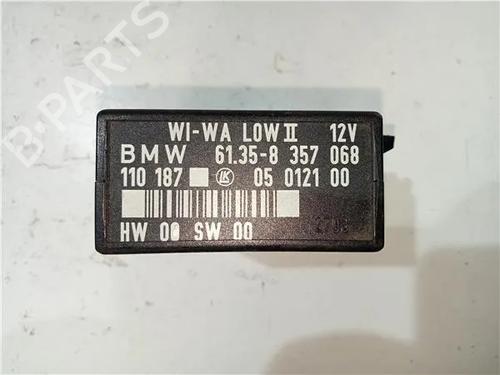 WI-WA LOW II 12V
BMW 61.35-8 357 068
110 187 LK 05 0121 00
HW 00 SW 00
B-PARTS